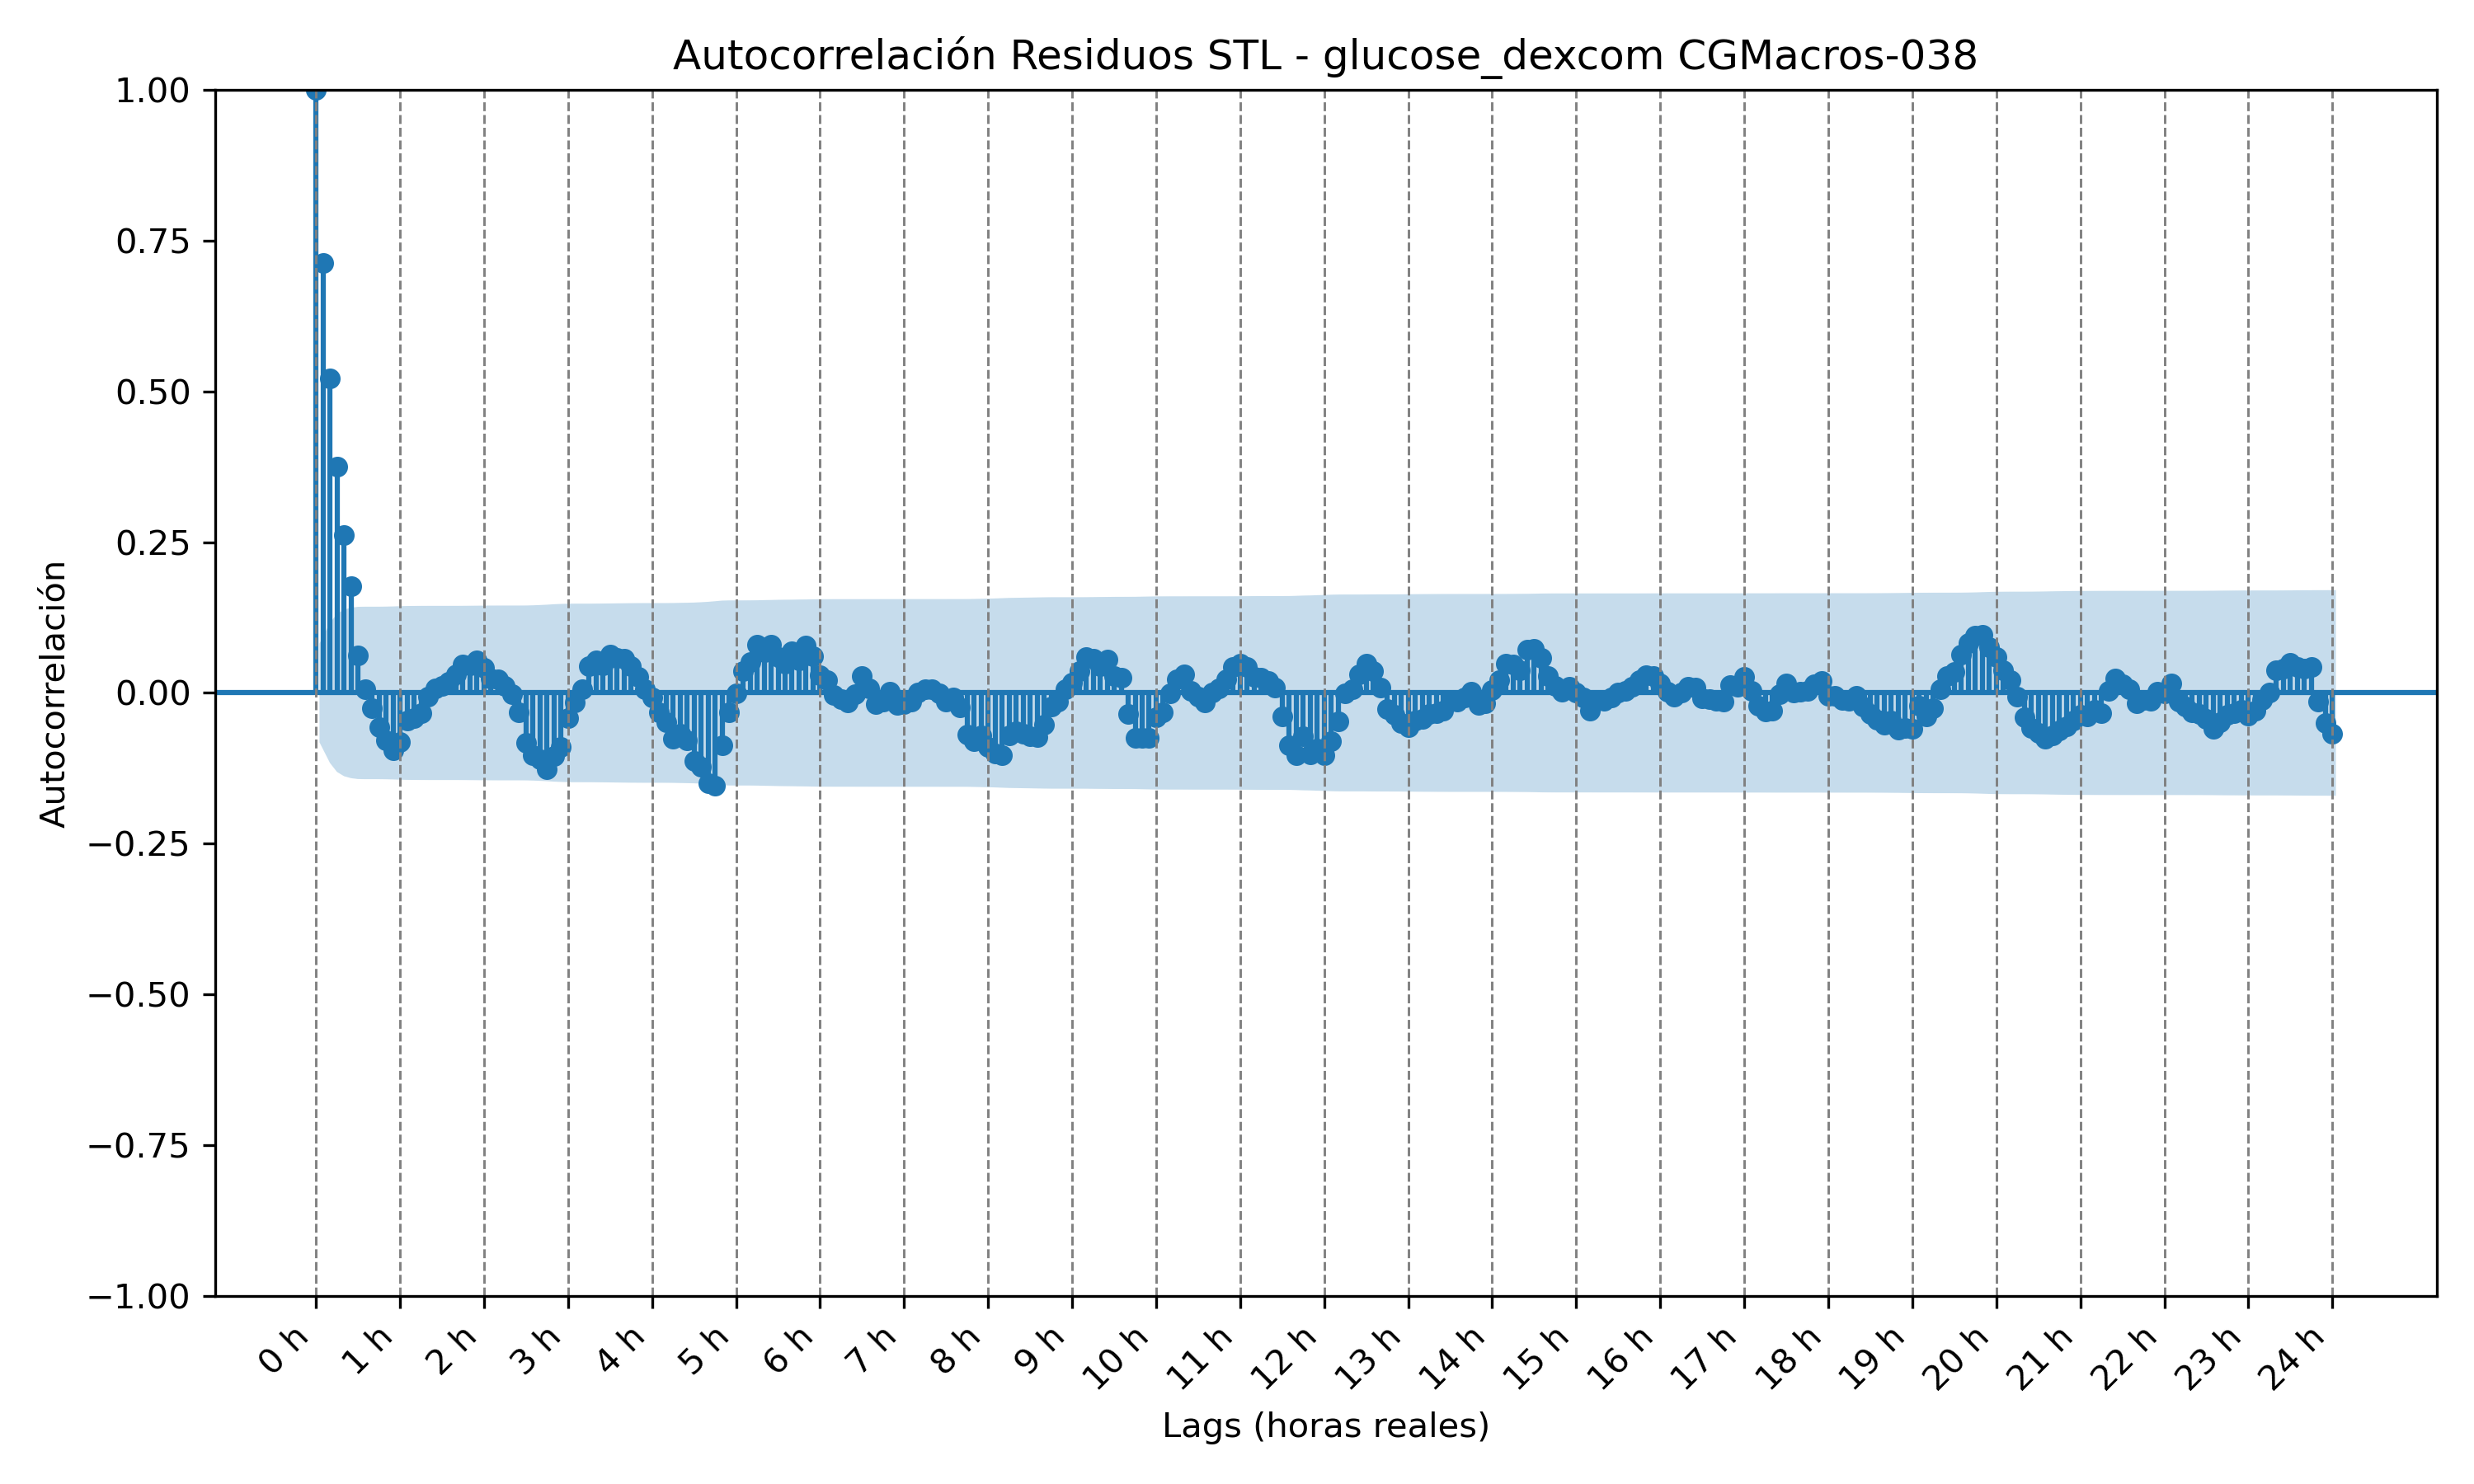 Autocorrelación Residuos STL - glucose_dexcom CGMacros-038
1.00
0.75
0.50
0.25
0.00
−0.25
−0.50
−0.75
−1.00
Autocorrelación
0 h
1 h
2 h
3 h
4 h
5 h
6 h
7 h
8 h
9 h
10 h
11 h
12 h
13 h
14 h
15 h
16 h
17 h
18 h
19 h
20 h
21 h
22 h
23 h
24 h
Lags (horas reales)